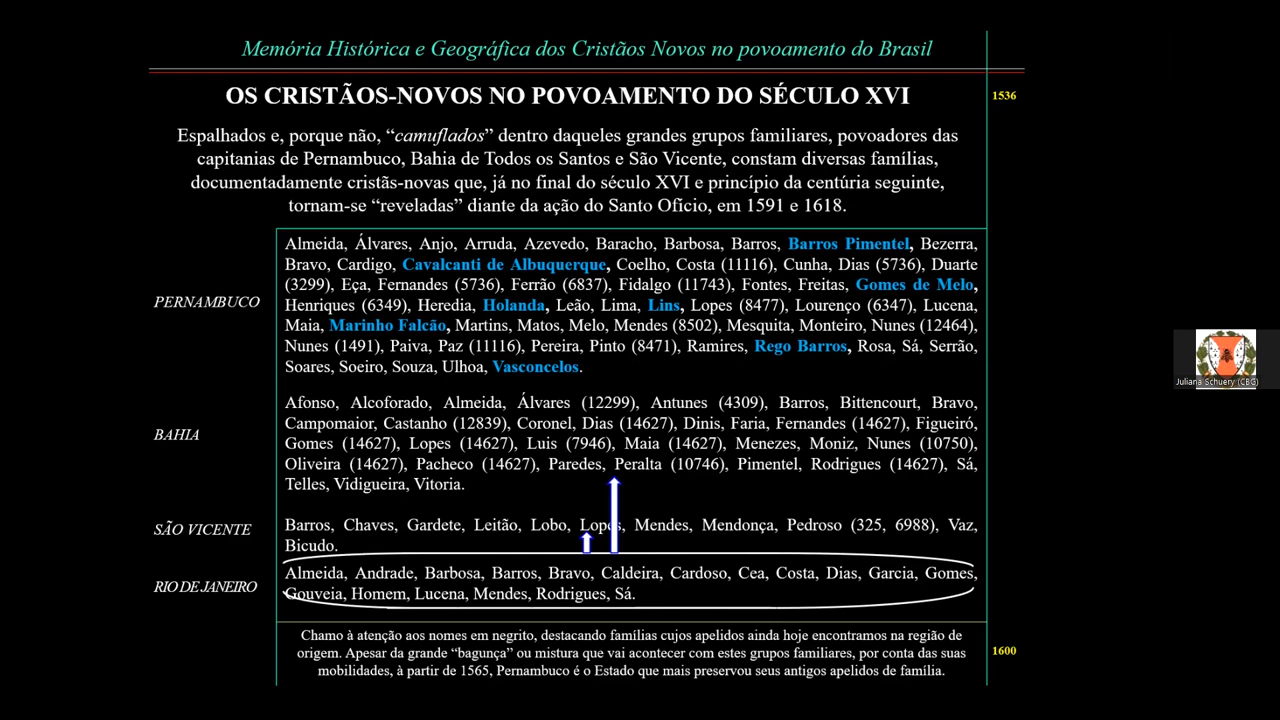 Memória Histórica e Geográfica dos Cristãos Novos no povoamento do Brasil
OS CRISTÃOS-NOVOS NO POVOAMENTO DO SÉCULO XVI
1536
Espalhados e, porque não, “camuflados” dentro daqueles grandes grupos familiares, povoadores das
capitanias de Pernambuco, Bahia de Todos os Santos e São Vicente, constam diversas famílias,
documentadamente cristãs-novas que, já no final do século XVI e princípio da centúria seguinte,
tornam-se “reveladas” diante da ação do Santo Ofício, em 1591 e 1618.
PERNAMBUCO
Almeida, Álvares, Anjo, Arruda, Azevedo, Baracho, Barbosa, Barros, Barros Pimentel, Bezerra,
Bravo, Cardigo, Cavalcanti de Albuquerque, Coelho, Costa (11116), Cunha, Dias (5736), Duarte
(3299), Eça, Fernandes (5736), Ferrão (6837), Fidalgo (11743), Fontes, Freitas, Gomes de Melo,
Henriques (6349), Heredia, Holanda, Leão, Lima, Lins, Lopes (8477), Lourenço (6347), Lucena,
Maia, Marinho Falcão, Martins, Matos, Melo, Mendes (8502), Mesquita, Monteiro, Nunes (12464),
Nunes (1491), Paiva, Paz (11116), Pereira, Pinto (8471), Ramires, Rego Barros, Rosa, Sá, Serrão,
Soares, Soeiro, Souza, Ulhoa, Vasconcelos.
BAHIA
Afonso, Alcoforado, Almeida, Álvares (12299), Antunes (4309), Barros, Bittencourt, Bravo,
Campomaior, Castanho (12839), Coronel, Dias (14627), Dinis, Faria, Fernandes (14627), Figueiró,
Gomes (14627), Lopes (14627), Luis (7946), Maia (14627), Menezes, Moniz, Nunes (10750),
Oliveira (14627), Pacheco (14627), Paredes, Peralta (10746), Pimentel, Rodrigues (14627), Sá,
Telles, Vidigueira, Vitoria.
SÃO VICENTE
Barros, Chaves, Gardete, Leitão, Lobo, Lopes, Mendes, Mendonça, Pedroso (325, 6988), Vaz,
Bicudo.
RIO DE JANEIRO
Almeida, Andrade, Barbosa, Barros, Bravo, Caldeira, Cardoso, Cea, Costa, Dias, Garcia, Gomes,
Gouveia, Homem, Lucena, Mendes, Rodrigues, Sá.
Chamo à atenção aos nomes em negrito, destacando famílias cujos apelidos ainda hoje encontramos na região de
origem. Apesar da grande “bagunça” ou mistura que vai acontecer com estes grupos familiares, por conta das suas
mobilidades, à partir de 1565, Pernambuco é o Estado que mais preservou seus antigos apelidos de família.
1600
Juliana Schuery (CBG)